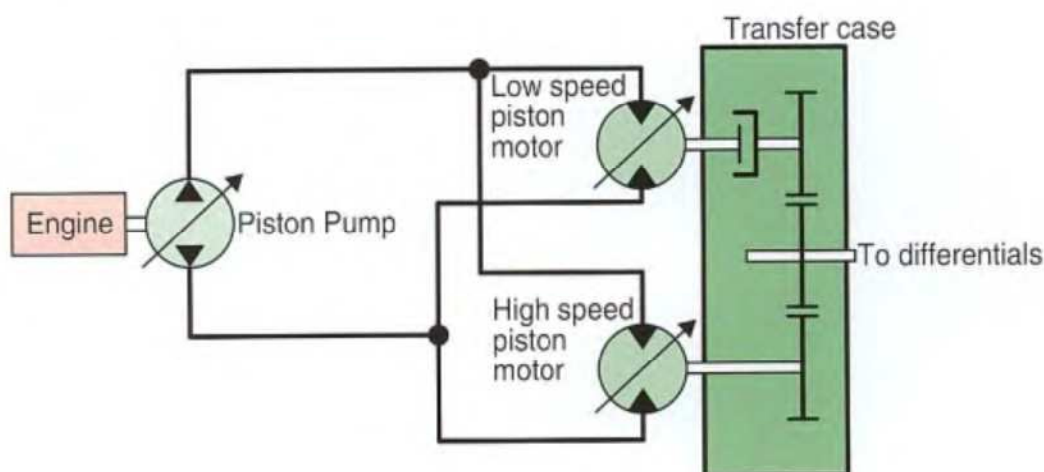 Transfer case
Low speed
piston
motor
Engine
Piston Pump
To differentials
High speed
piston
motor